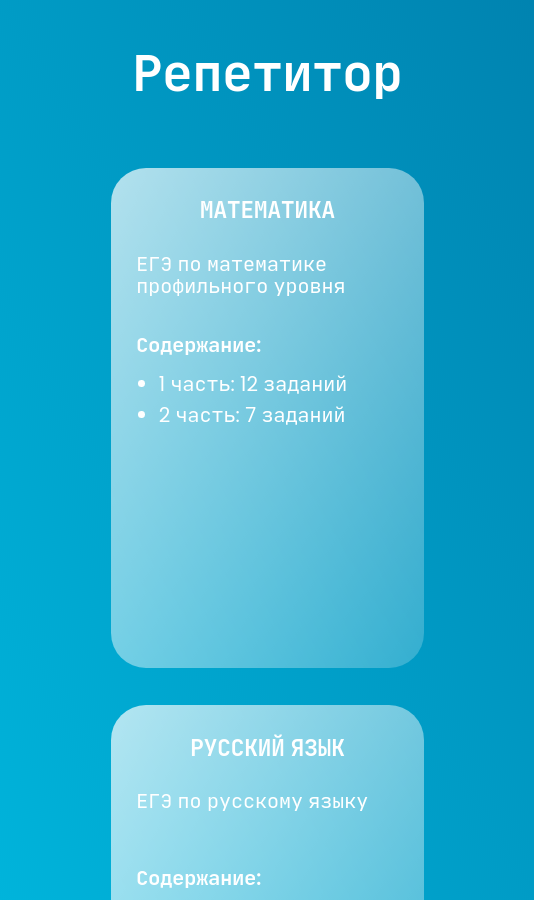 Репетитор
МАТЕМАТИКА
ЕГЭ по математике
профильного уровня
Содержание:
• 1 часть: 12 заданий
• 2 часть: 7 заданий
РУССКИЙ ЯЗЫК
ЕГЭ по русскому языку
Содержание: